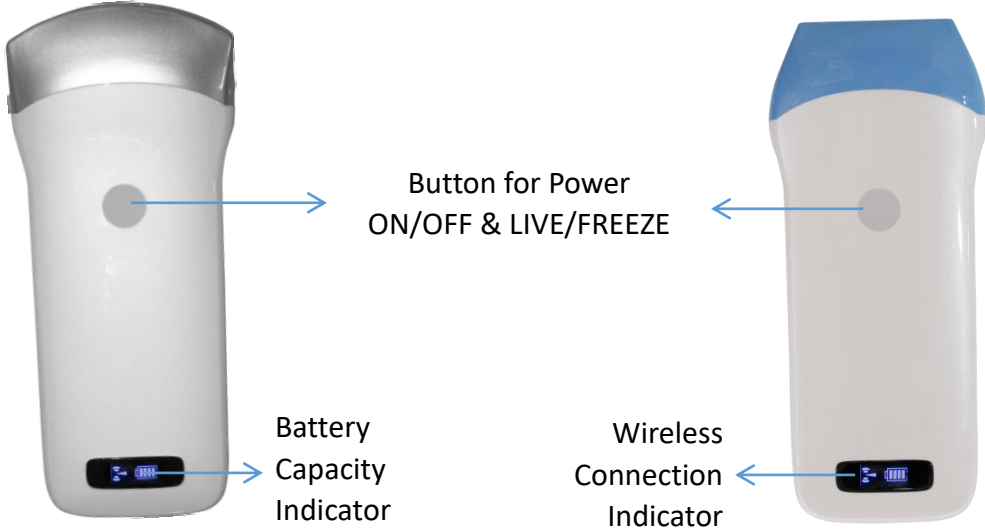 Button for Power
ON/OFF & LIVE/FREEZE
Battery
Capacity
Indicator
Wireless
Connection
Indicator